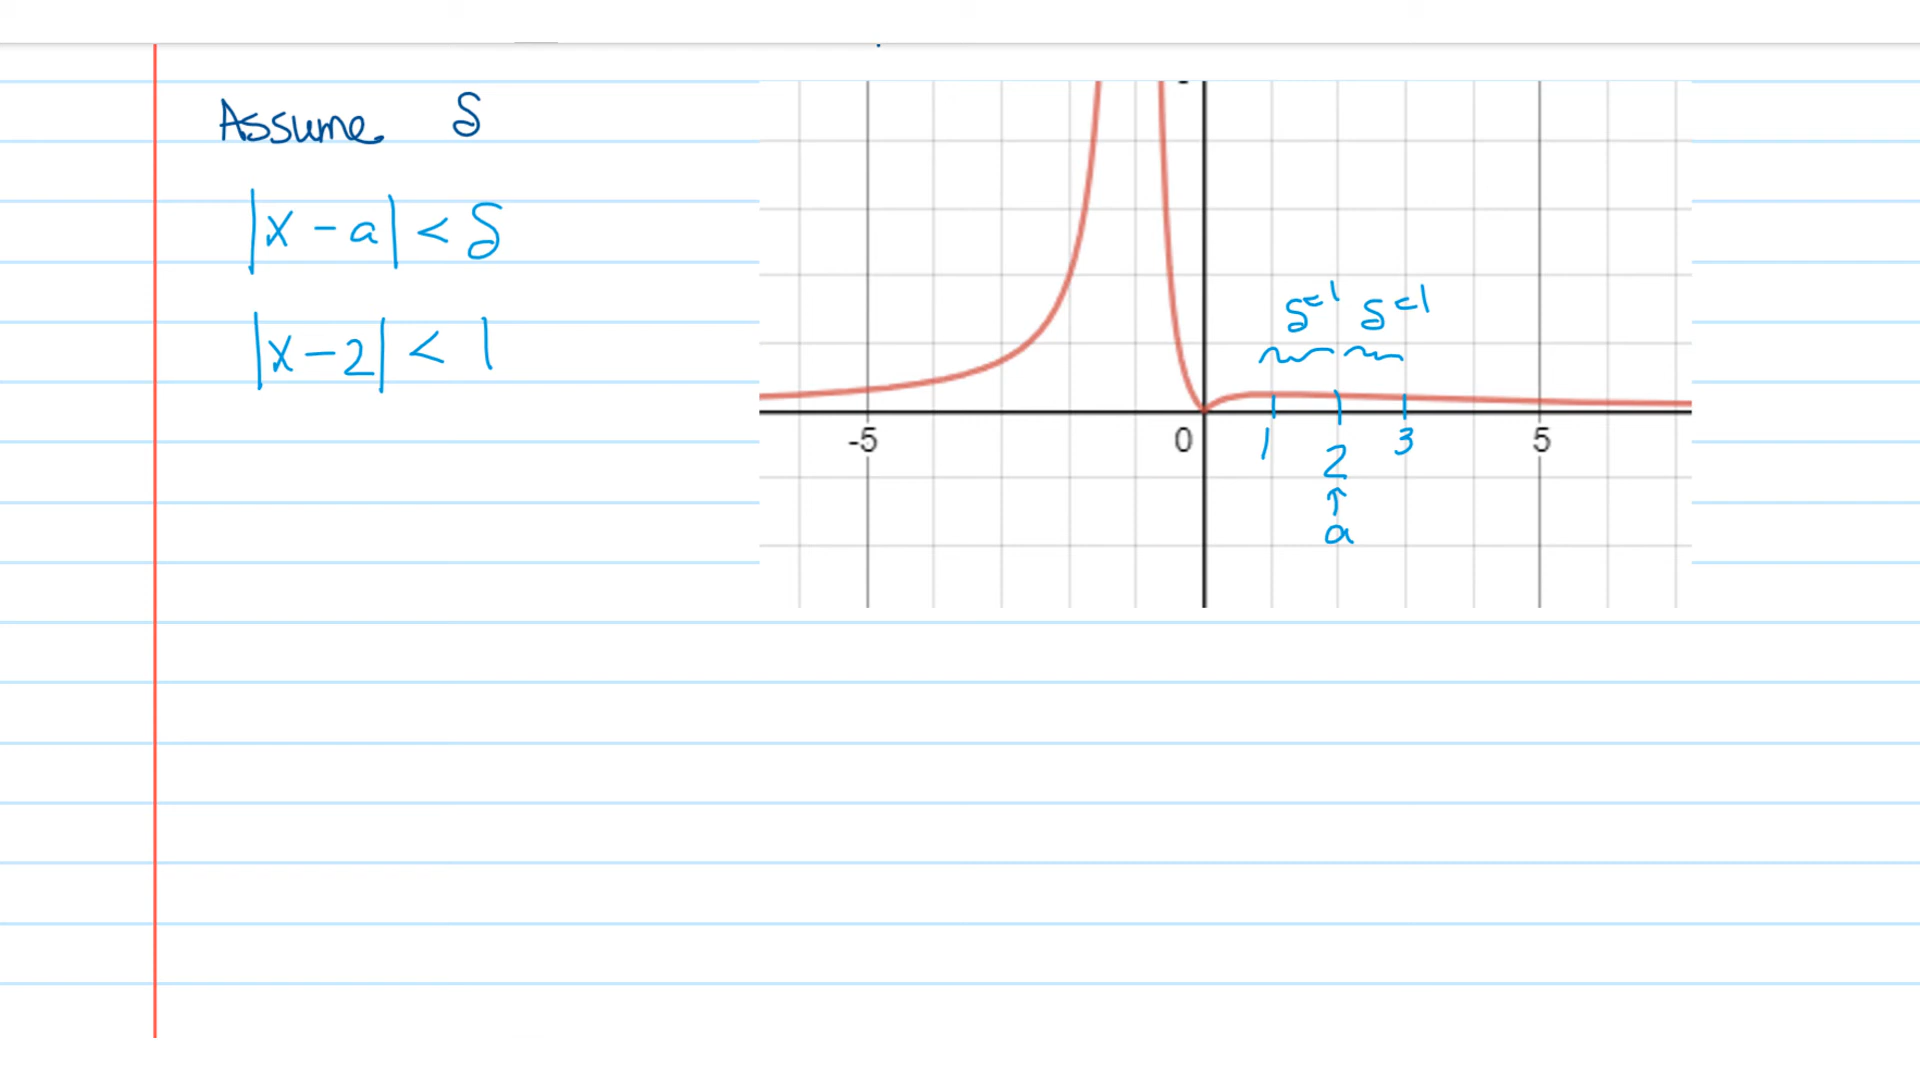 Assume δ
|x - a| < δ
|x - 2| < 1
δ<1 δ<1
-5 0 1 2 3 5
↑
a